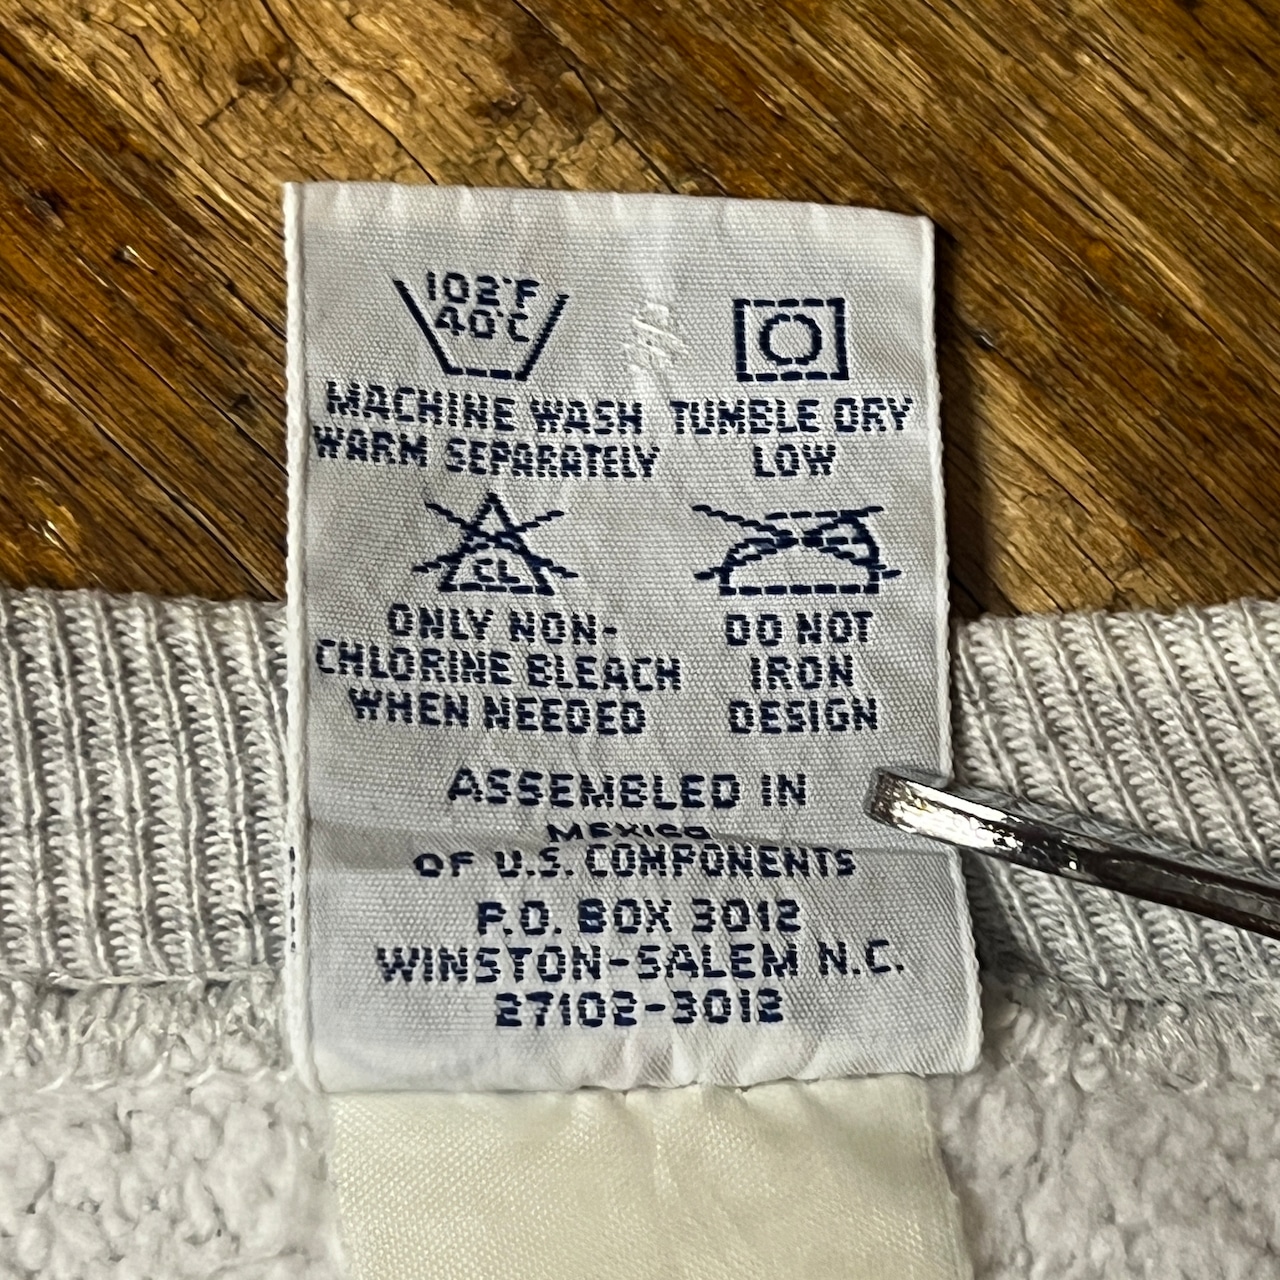 102°F
40°C
MACHINE WASH
WARM SEPARATELY
TUMBLE DRY
LOW
CL
ONLY NON-
CHLORINE BLEACH
WHEN NEEDED
DO NOT
IRON
DESIGN
ASSEMBLED IN
MEXICO
OF U.S. COMPONENTS
P.O. BOX 3012
WINSTON-SALEM N.C.
27102-3012